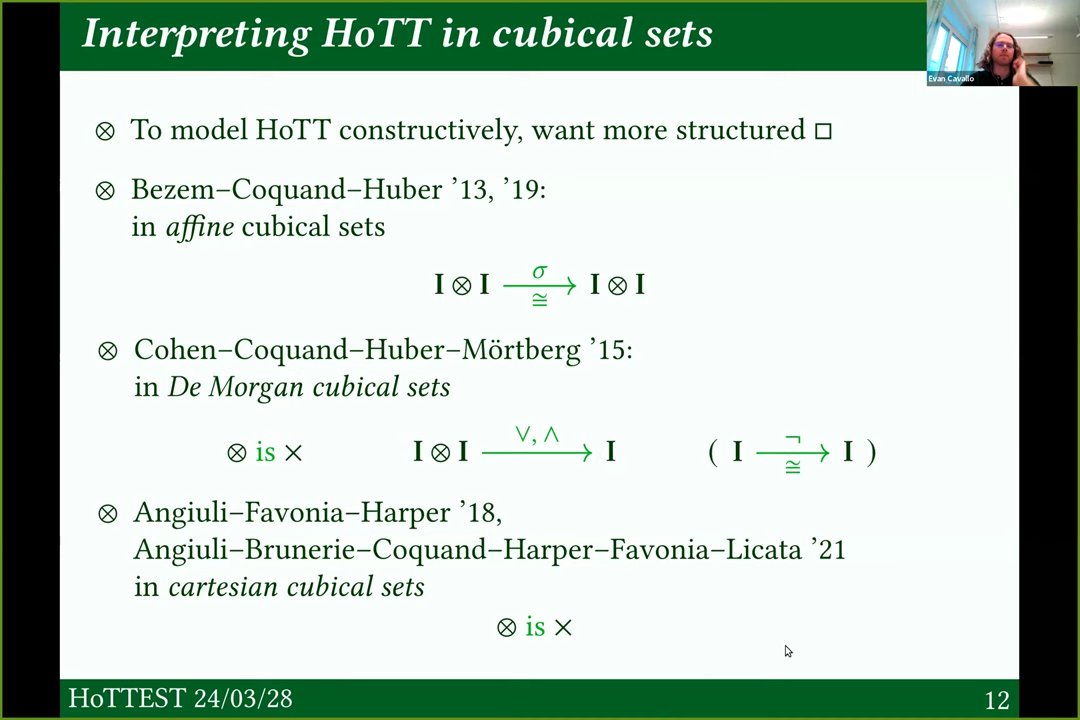 Interpreting HoTT in cubical sets
Evan Cavallo
⊗ To model HoTT constructively, want more structured □
⊗ Bezem–Coquand–Huber ’13, ’19:
in affine cubical sets
I ⊗ I σ ≅ I ⊗ I
⊗ Cohen–Coquand–Huber–Mörtberg ’15:
in De Morgan cubical sets
⊗ is × I ⊗ I ∨, ∧ I ( I ¬ ≅ I )
⊗ Angiuli–Favonia–Harper ’18,
Angiuli–Brunerie–Coquand–Harper–Favonia–Licata ’21
in cartesian cubical sets
⊗ is ×
HoTTEST 24/03/28 12